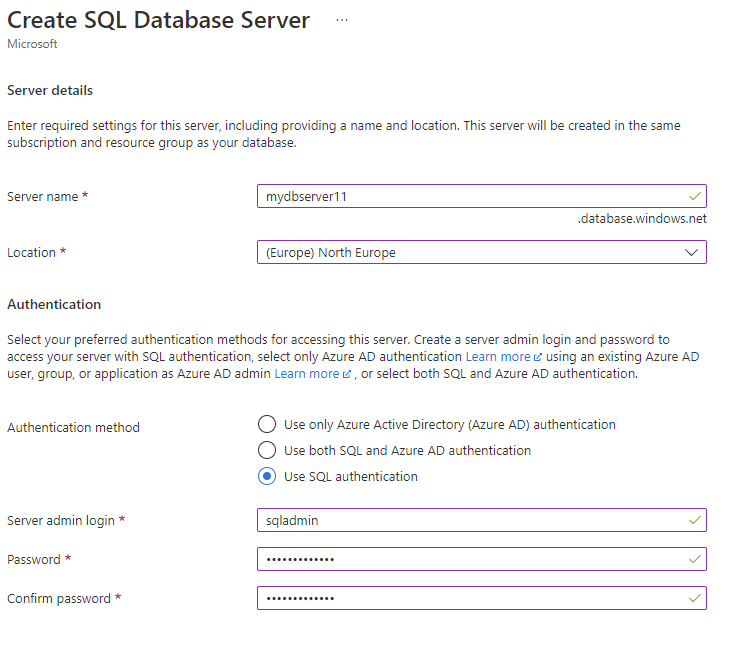 Create SQL Database Server ...
Microsoft
Server details
Enter required settings for this server, including providing a name and location. This server will be created in the same
subscription and resource group as your database.
Server name *
mydbserver11
.database.windows.net
Location *
(Europe) North Europe
Authentication
Select your preferred authentication methods for accessing this server. Create a server admin login and password to
access your server with SQL authentication, select only Azure AD authentication Learn more using an existing Azure AD
user, group, or application as Azure AD admin Learn more , or select both SQL and Azure AD authentication.
Authentication method
Use only Azure Active Directory (Azure AD) authentication
Use both SQL and Azure AD authentication
Use SQL authentication
Server admin login *
sqladmin
Password *
•••••••••••••
Confirm password *
•••••••••••••